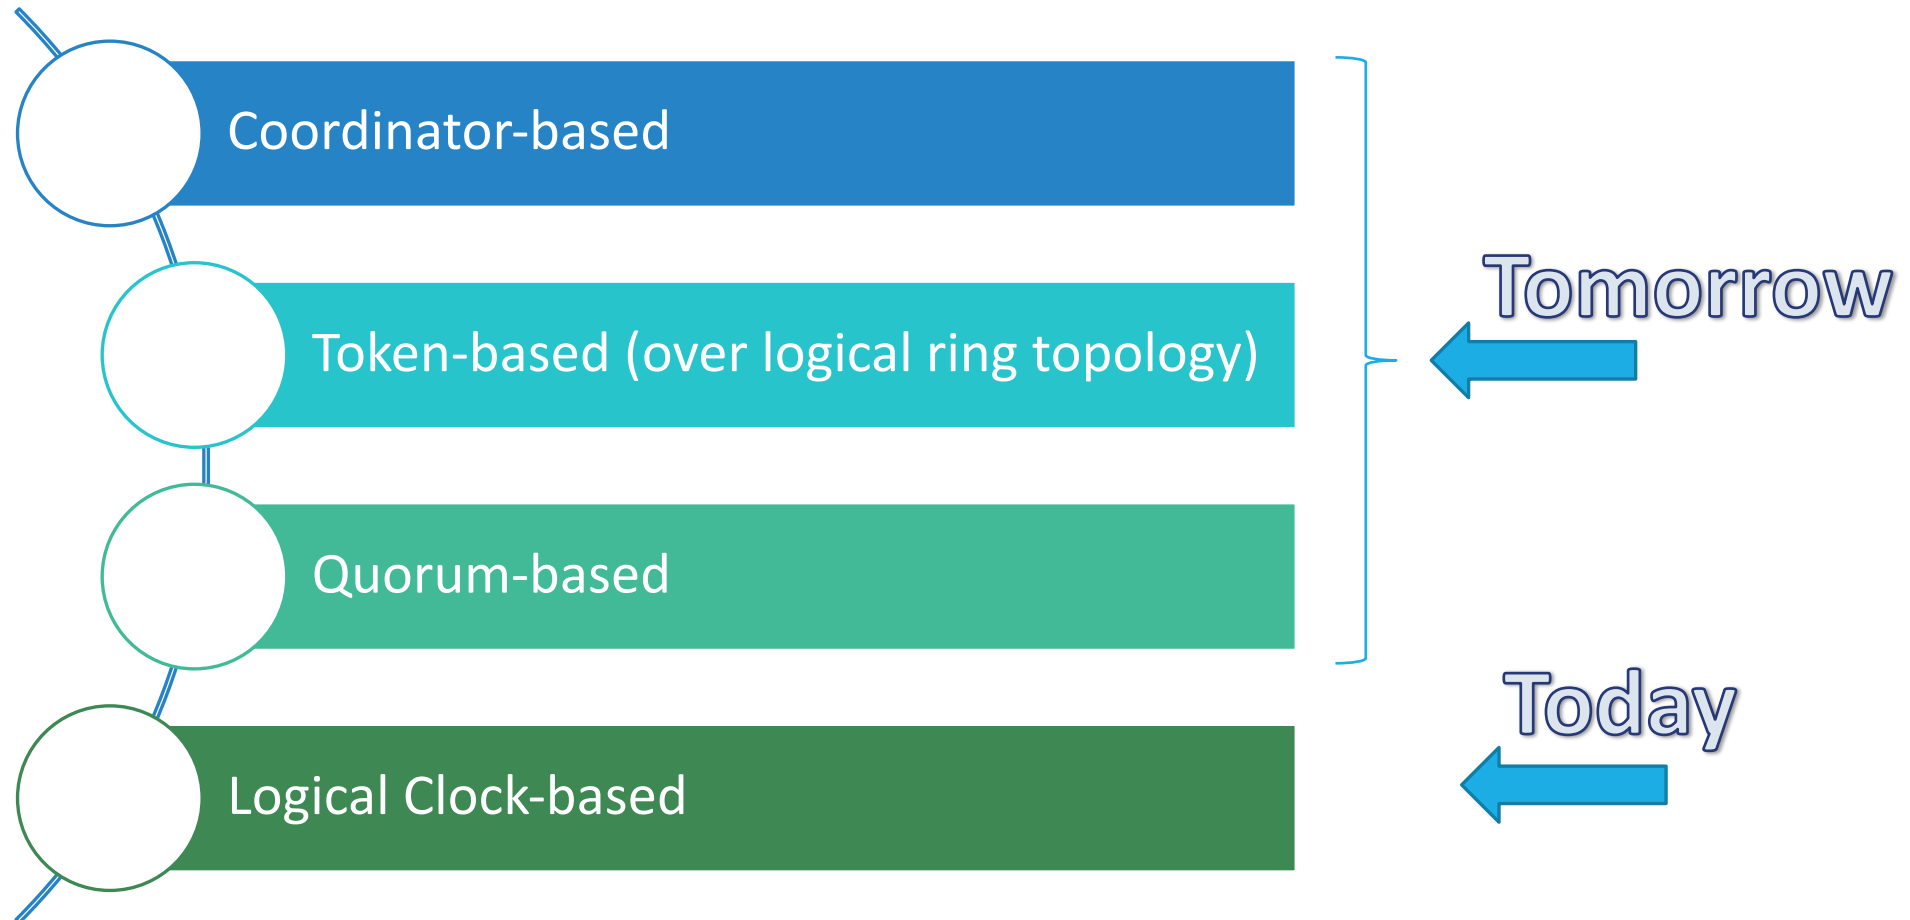 Coordinator-based
Token-based (over logical ring topology)
Tomorrow
Quorum-based
Today
Logical Clock-based